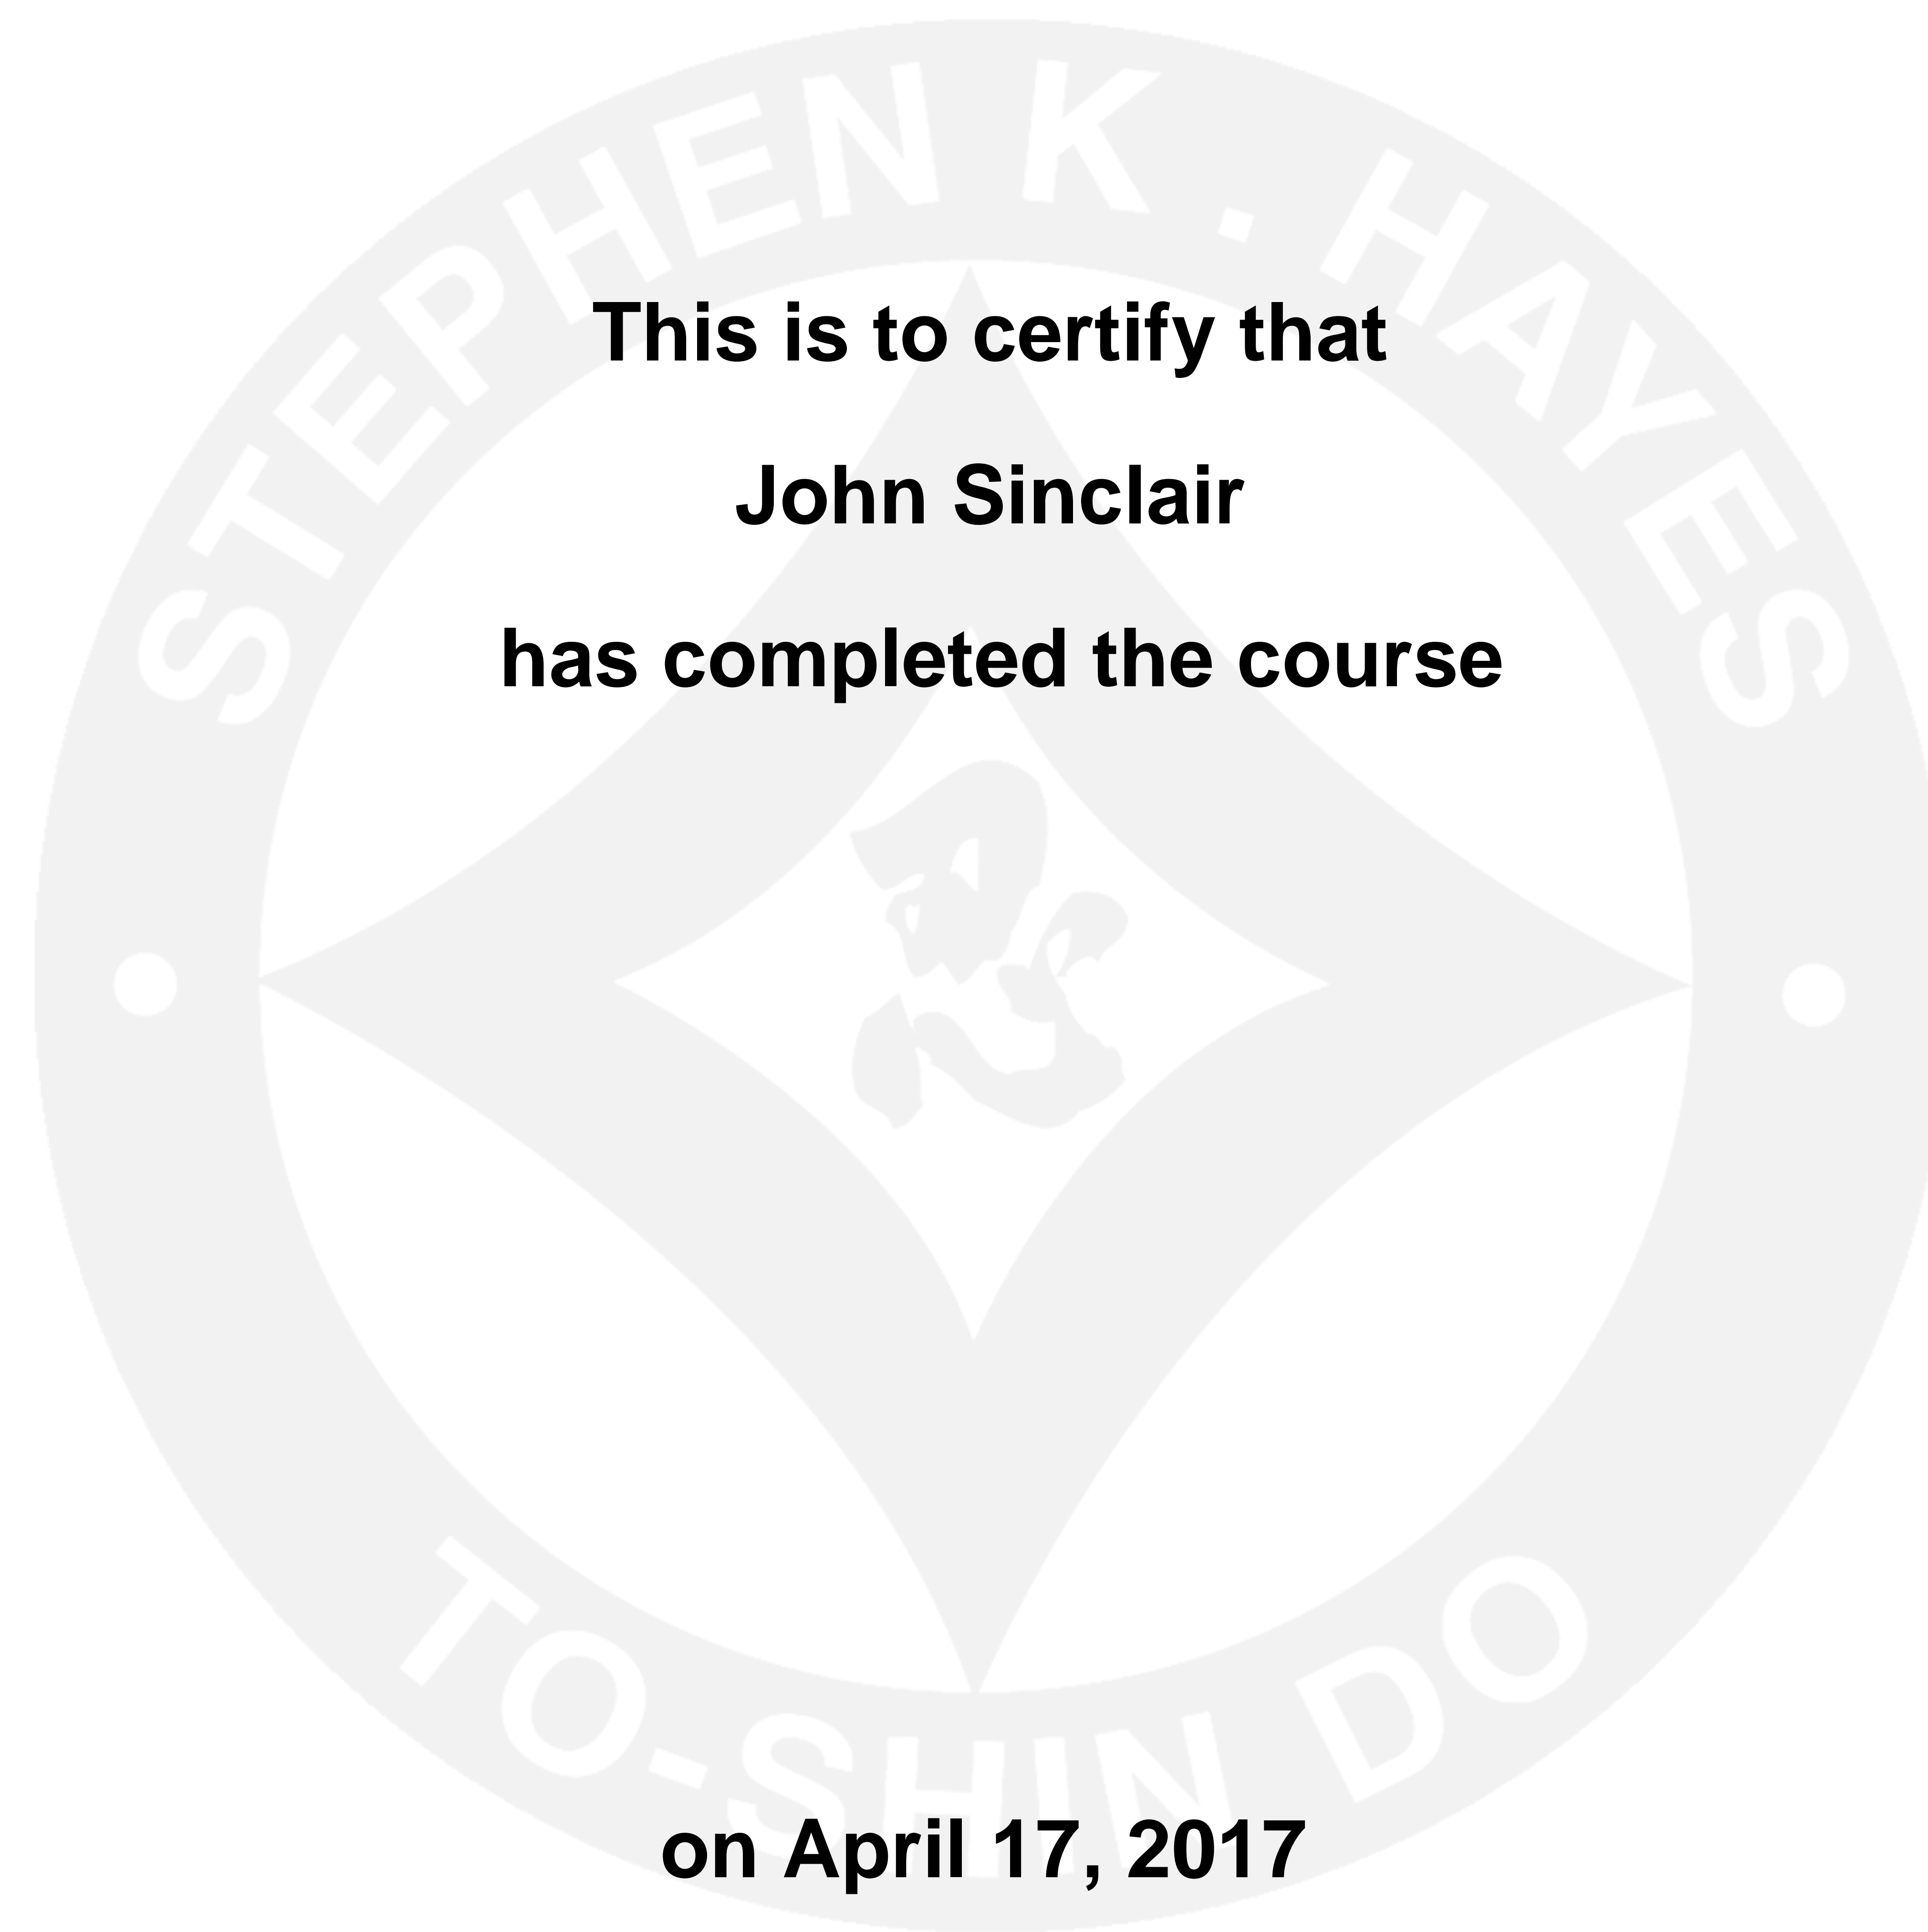 STEPHEN K. HAYES
This is to certify that
John Sinclair
has completed the course
忍
TO-SHIN DO
on April 17, 2017